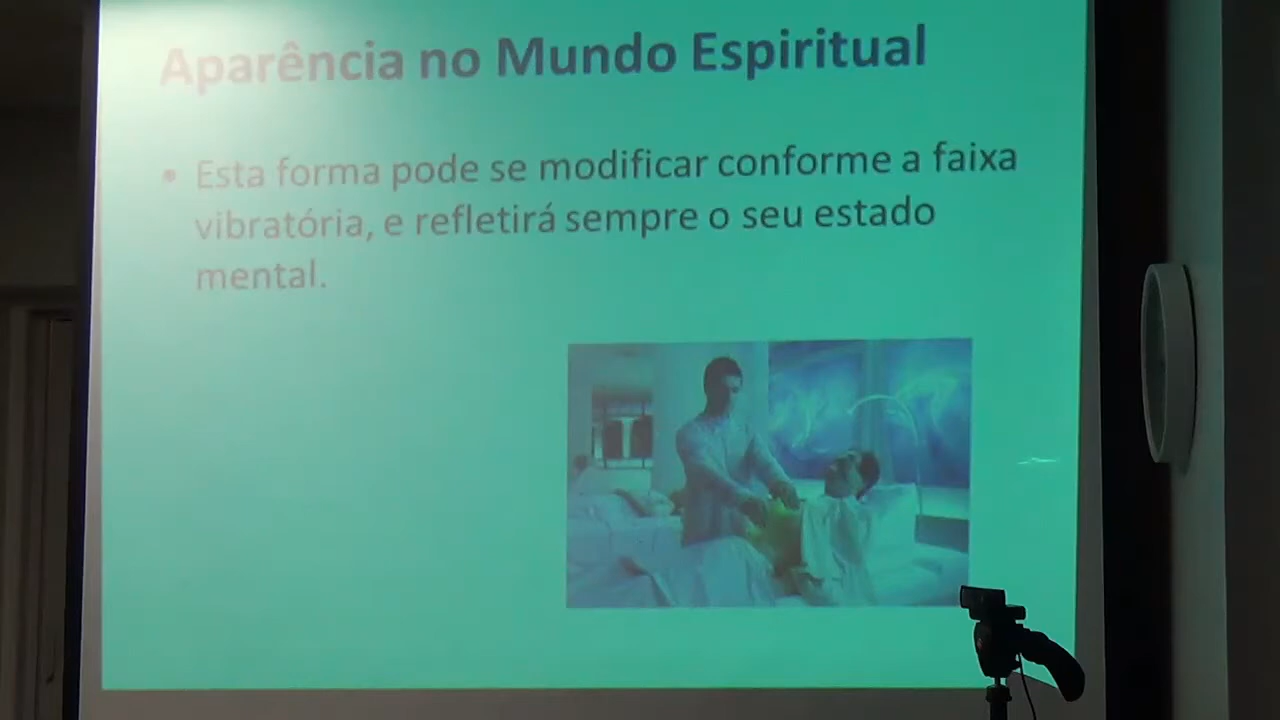 Aparência no Mundo Espiritual
• Esta forma pode se modificar conforme a faixa
vibratória, e refletirá sempre o seu estado
mental.